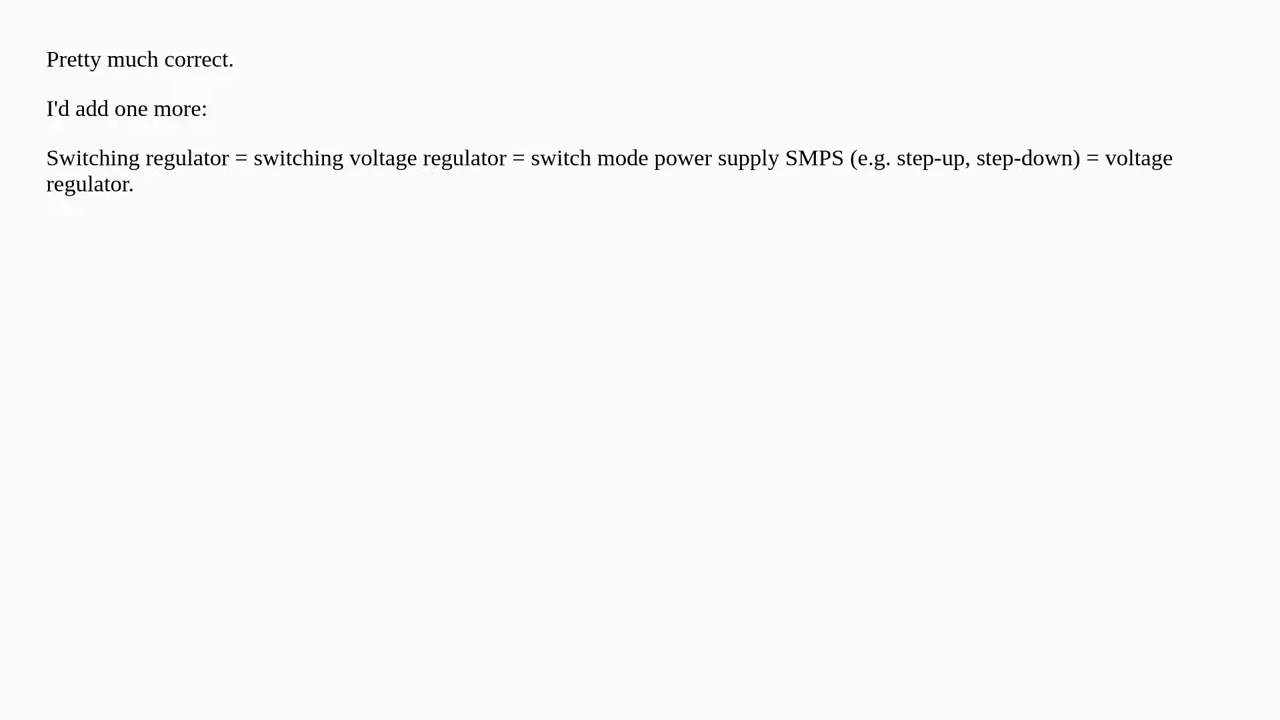 Pretty much correct.
I'd add one more:
Switching regulator = switching voltage regulator = switch mode power supply SMPS (e.g. step-up, step-down) = voltage
regulator.